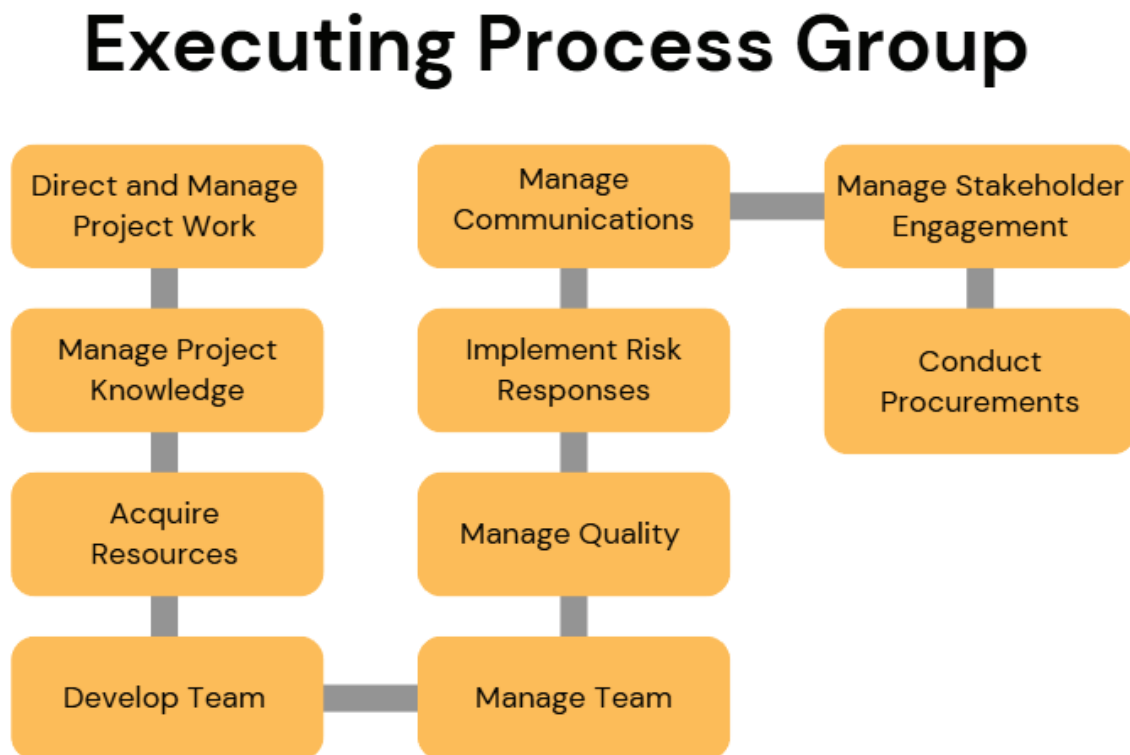 Executing Process Group
Direct and Manage
Project Work
Manage Project
Knowledge
Acquire
Resources
Develop Team
Manage Team
Manage Quality
Implement Risk
Responses
Manage
Communications
Manage Stakeholder
Engagement
Conduct
Procurements